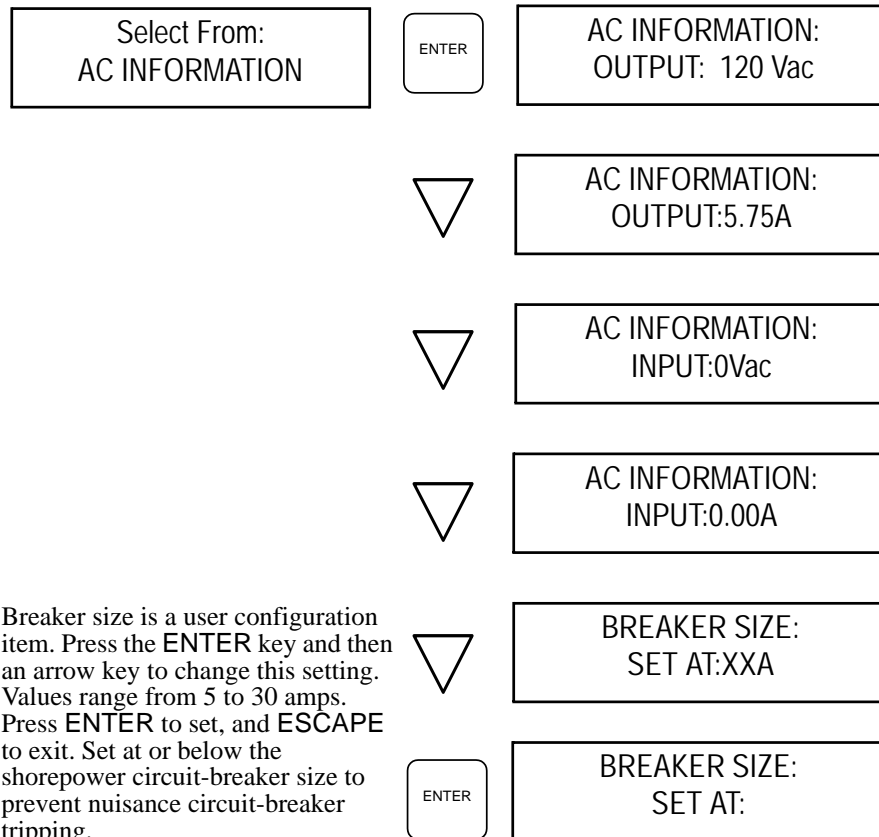 Select From:
AC INFORMATION
ENTER
AC INFORMATION:
OUTPUT:  120 Vac
AC INFORMATION:
OUTPUT:5.75A
AC INFORMATION:
INPUT:0Vac
AC INFORMATION:
INPUT:0.00A
Breaker size is a user configuration
item. Press the ENTER key and then
an arrow key to change this setting.
Values range from 5 to 30 amps.
Press ENTER to set, and ESCAPE
to exit. Set at or below the
shorepower circuit-breaker size to
prevent nuisance circuit-breaker
tripping.
BREAKER SIZE:
SET AT:XXA
ENTER
BREAKER SIZE:
SET AT: